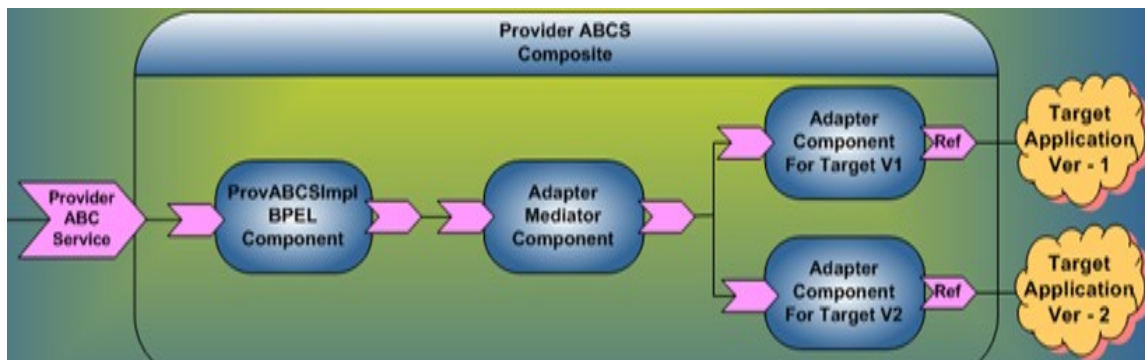 Provider ABCS
Composite
Provider
ABC
Service
ProvABCSImpl
BPEL
Component
Adapter
Mediator
Component
Adapter
Component
For Target V1
Ref
Target
Application
Ver - 1
Adapter
Component
For Target V2
Ref
Target
Application
Ver - 2